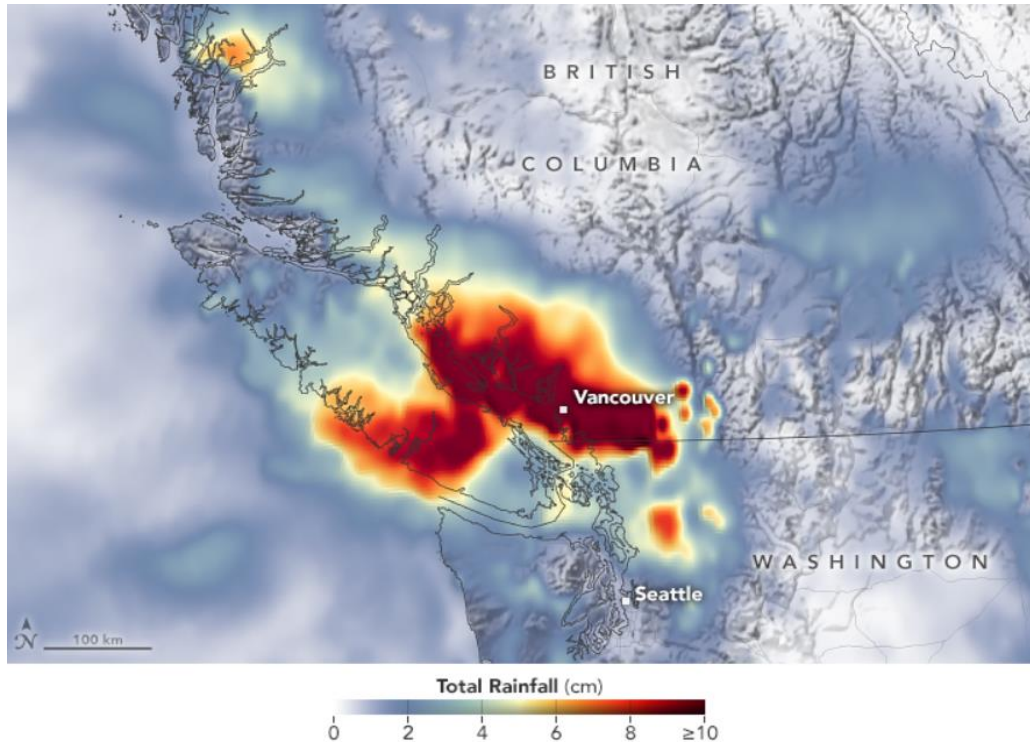 BRITISH
COLUMBIA
Vancouver
WASHINGTON
Seattle
N
100 km
Total Rainfall (cm)
0 2 4 6 8 ≥10